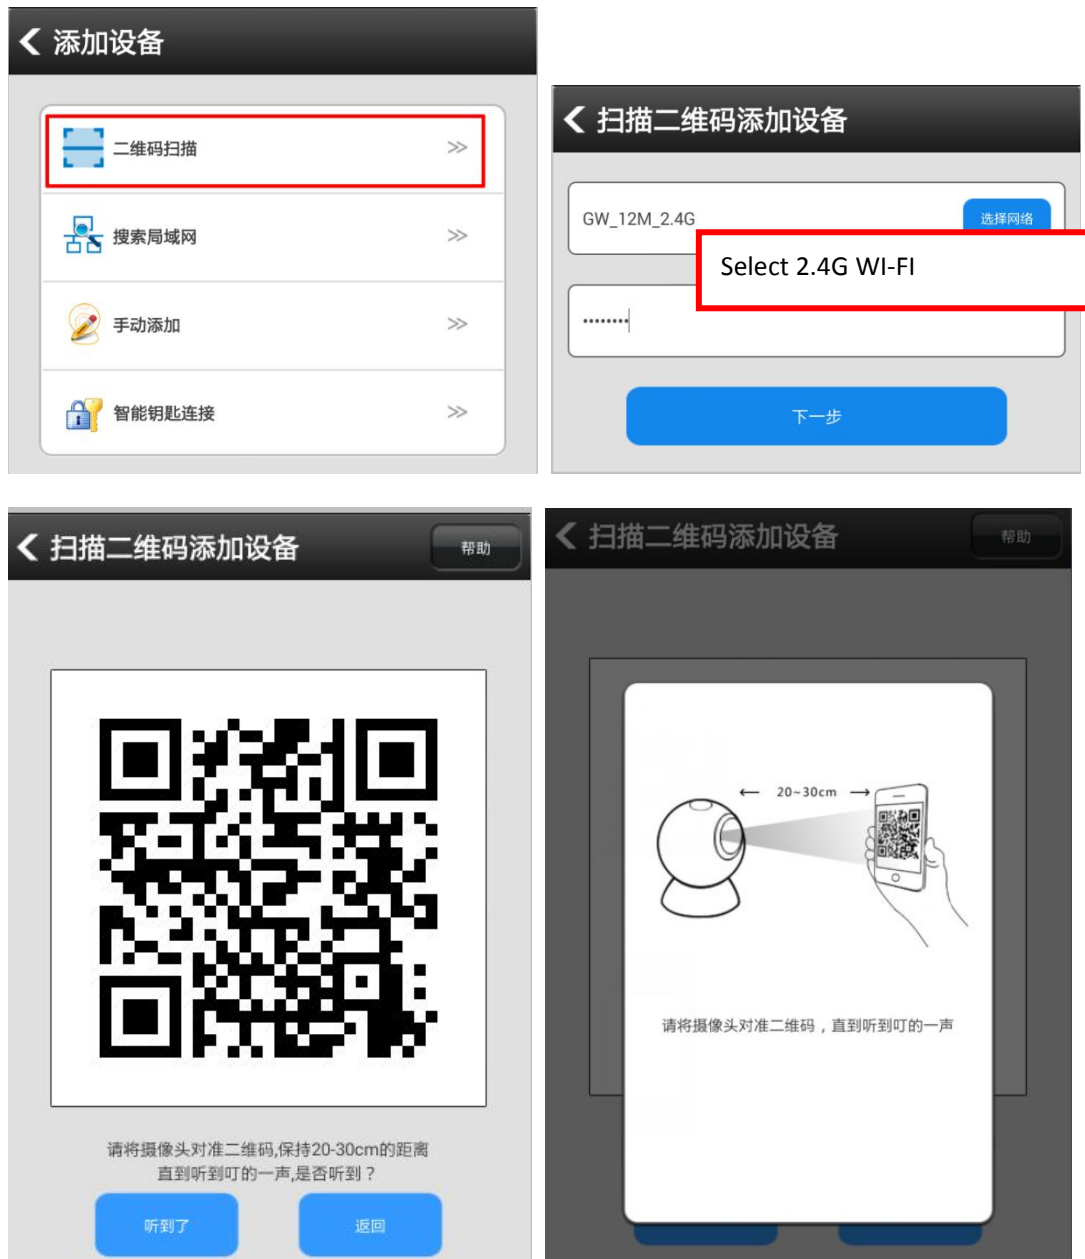 添加设备
二维码扫描
搜索局域网
手动添加
智能钥匙连接
扫描二维码添加设备
GW_12M_2.4G
选择网络
Select 2.4G WI-FI
••••••••
下一步
扫描二维码添加设备
帮助
请将摄像头对准二维码,保持20-30cm的距离
直到听到叮的一声,是否听到？
听到了
返回
扫描二维码添加设备
帮助
20~30cm
请将摄像头对准二维码，直到听到叮的一声